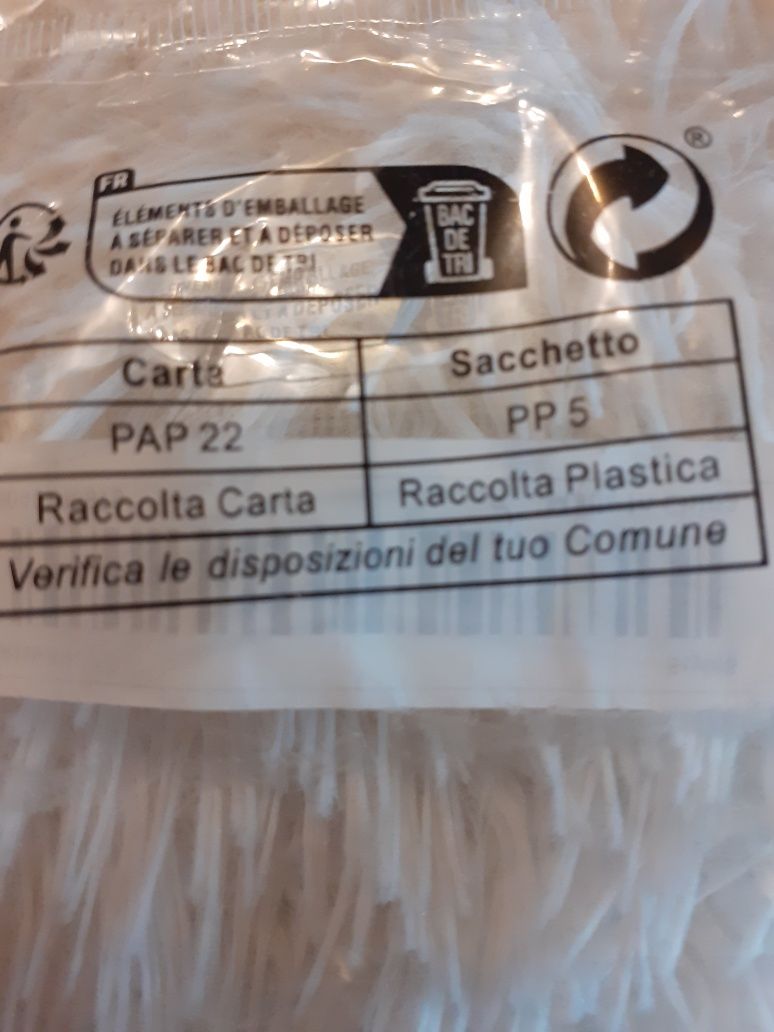 FR
ÉLÉMENTS D'EMBALLAGE
À SÉPARER ET À DÉPOSER
DANS LE BAC DE TRI
BAC
DE
TRI
®
Carta Sacchetto
PAP 22 PP 5
Raccolta Carta Raccolta Plastica
Verifica le disposizioni del tuo Comune